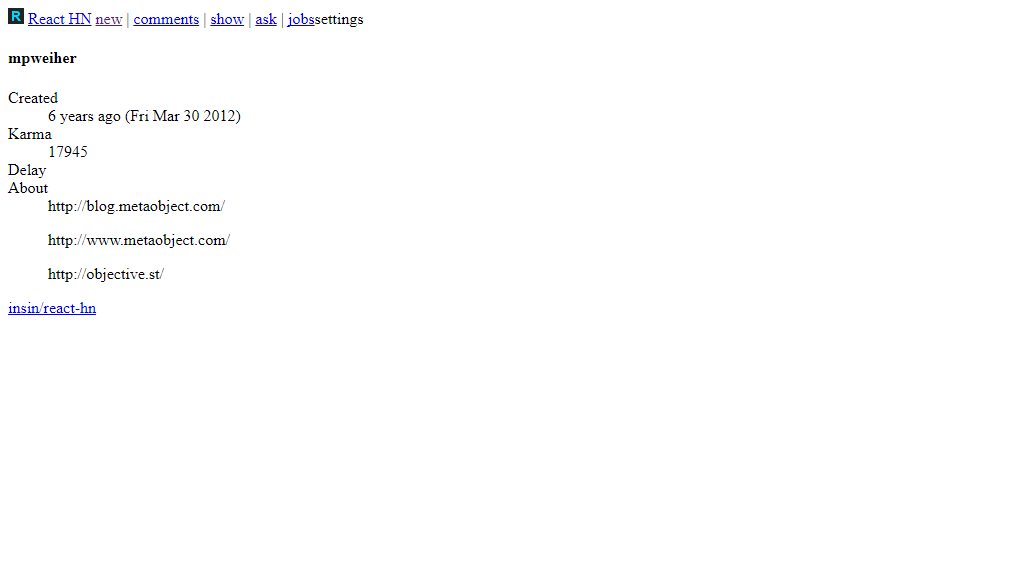 R React HN new | comments | show | ask | jobssettings
mpweiher
Created
6 years ago (Fri Mar 30 2012)
Karma
17945
Delay
About
http://blog.metaobject.com/
http://www.metaobject.com/
http://objective.st/
insin/react-hn